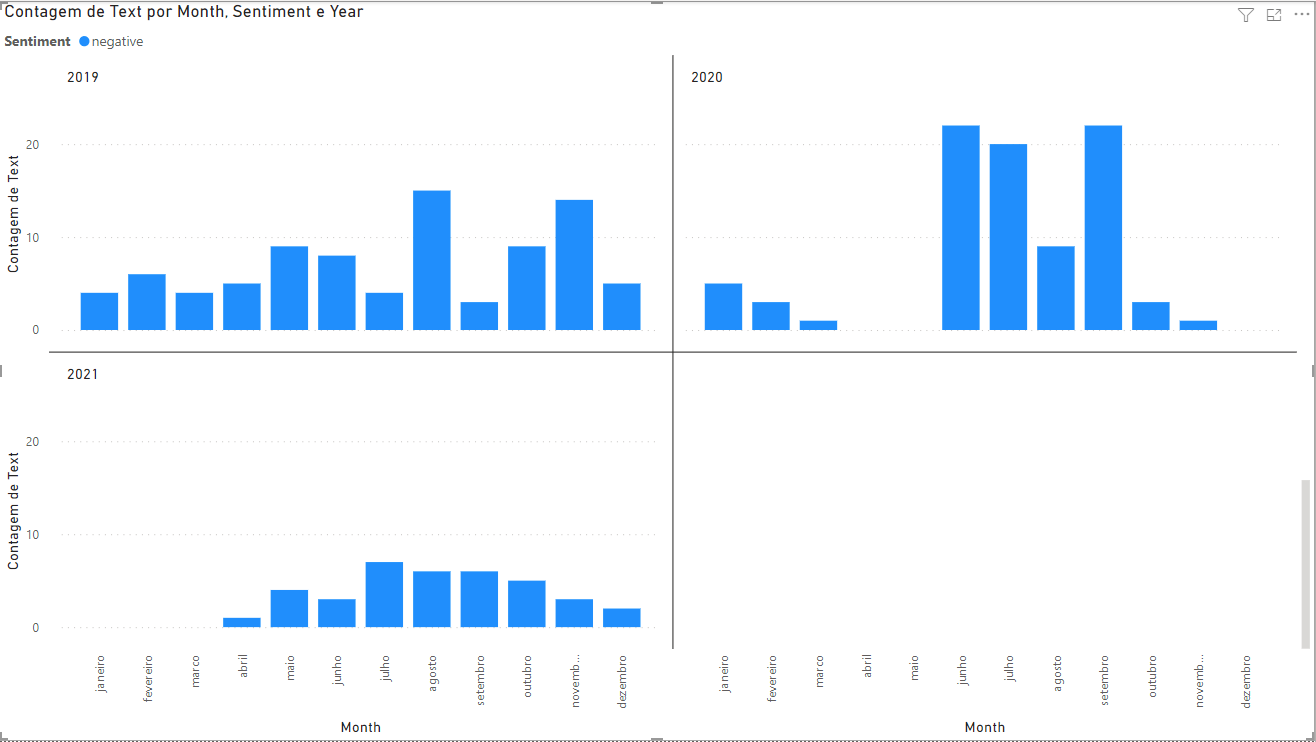 Contagem de Text por Month, Sentiment e Year
Sentiment negative
2019
2020
Contagem de Text
20
10
0
2021
Contagem de Text
20
10
0
janeiro
fevereiro
marco
abril
maio
junho
julho
agosto
setembro
outubro
novemb...
dezembro
janeiro
fevereiro
marco
abril
maio
junho
julho
agosto
setembro
outubro
novemb...
dezembro
Month
Month